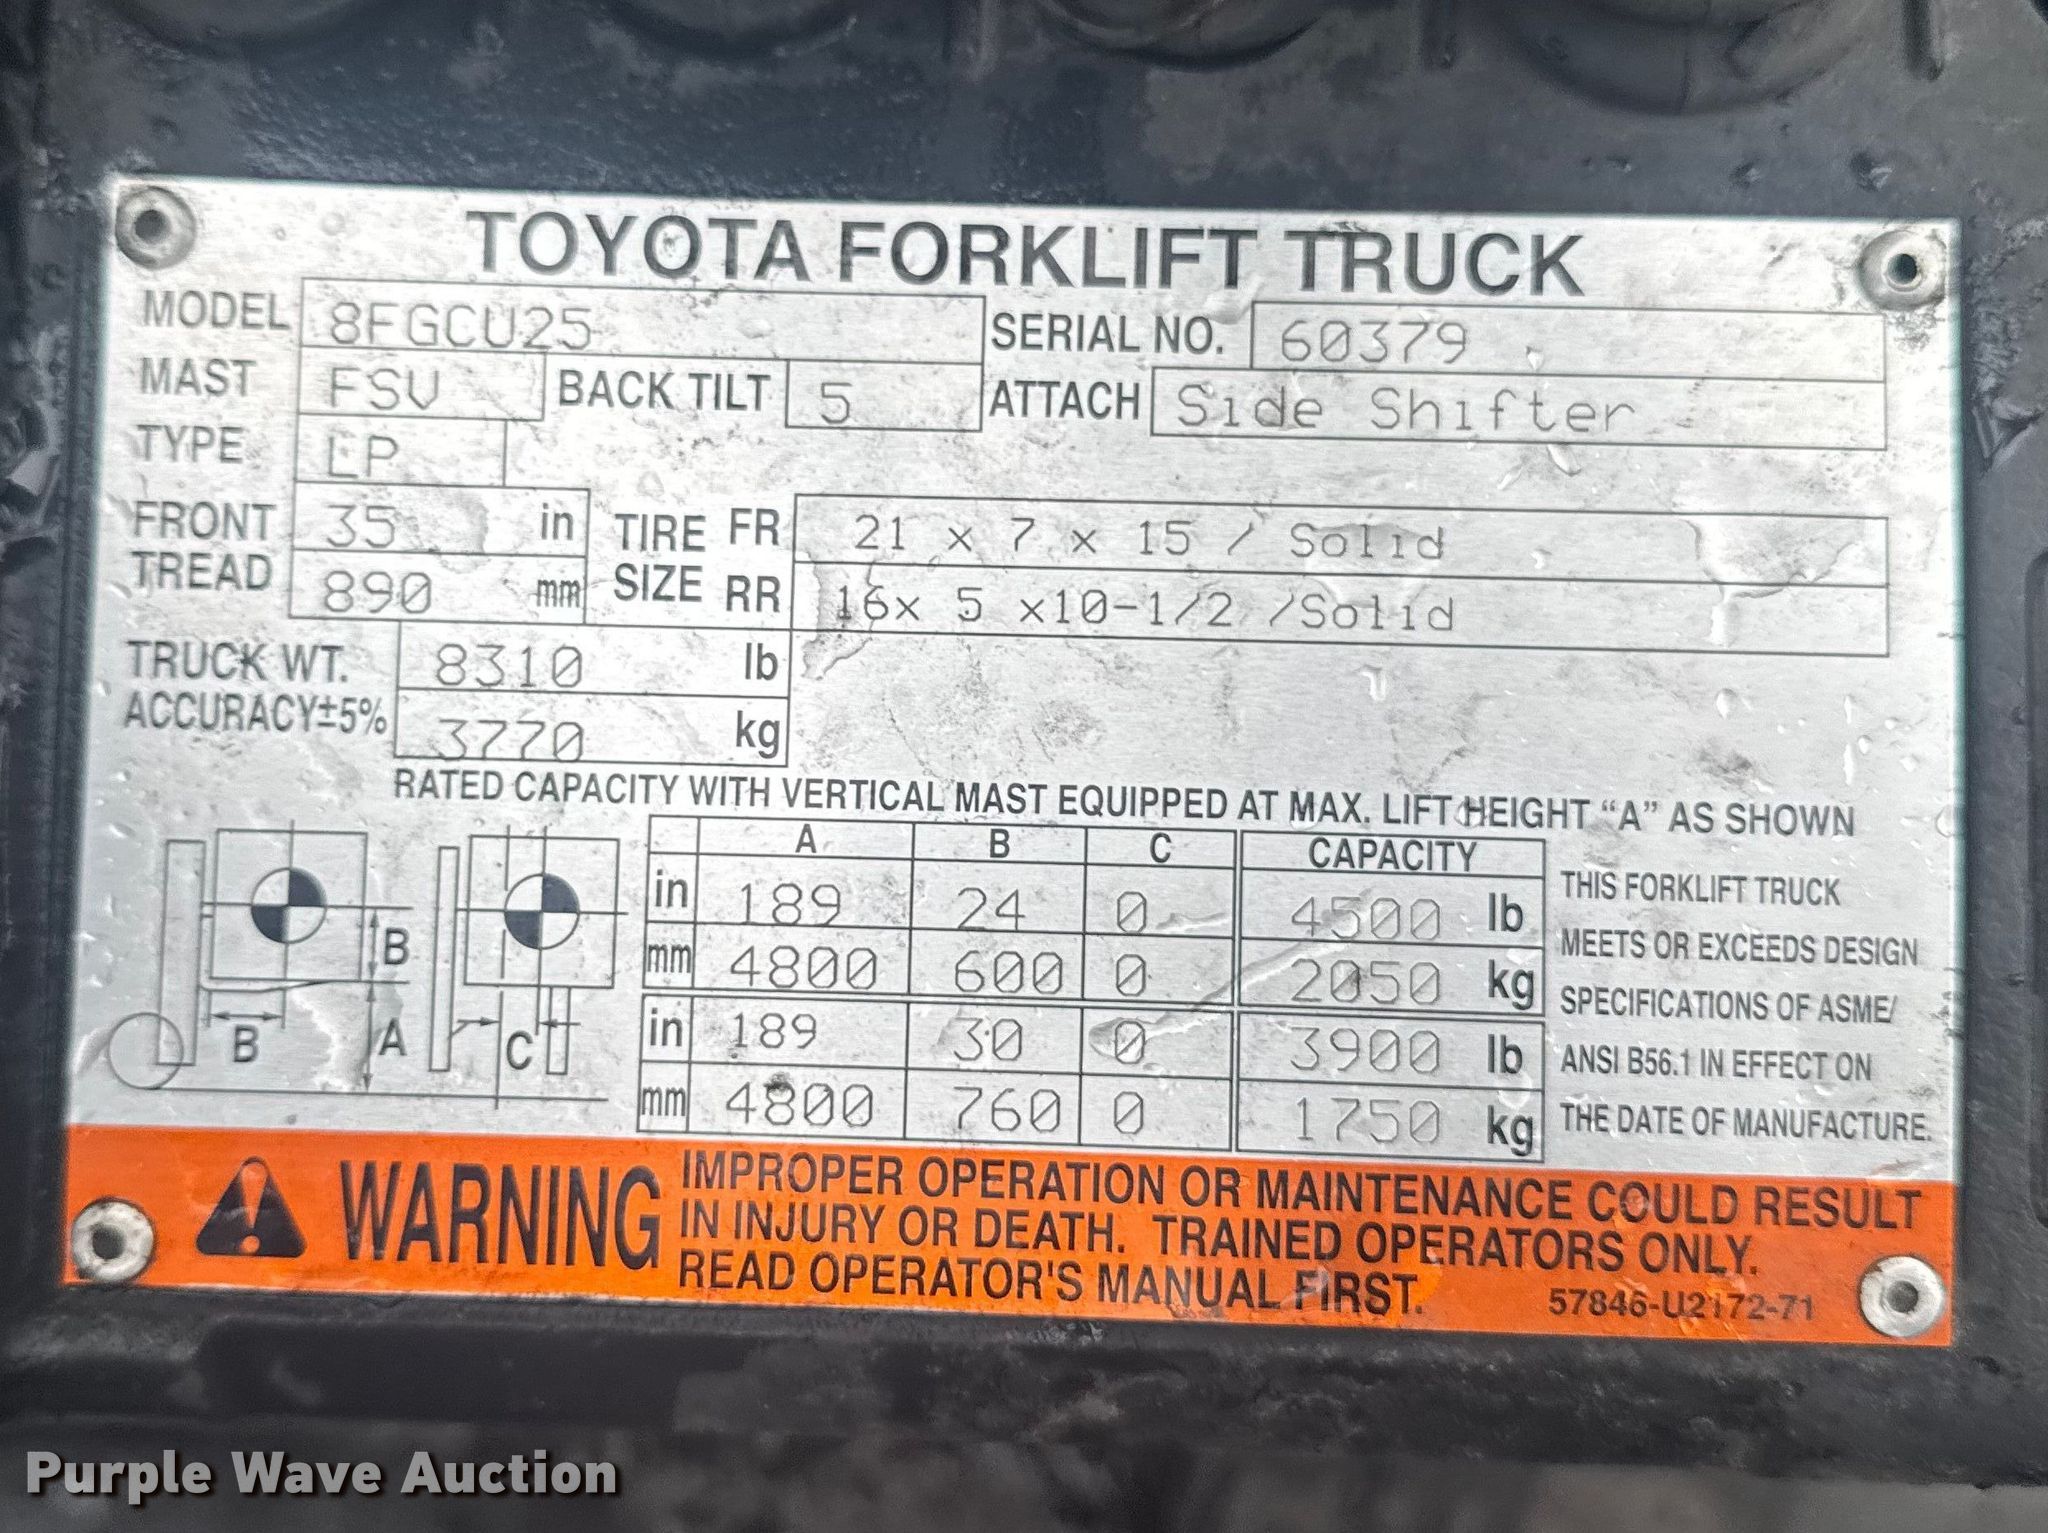 TOYOTA FORKLIFT TRUCK
MODEL 8FGCU25 SERIAL NO. 60379
MAST FSV BACK TILT 5 ATTACH Side Shifter
TYPE LP
FRONT TREAD 35 in TIRE SIZE FR 21 x 7 x 15 / Solid
890 mm RR 16x 5 x10-1/2 /Solid
TRUCK WT. 8310 lb
ACCURACY±5% 3770 kg
RATED CAPACITY WITH VERTICAL MAST EQUIPPED AT MAX. LIFT HEIGHT “A” AS SHOWN
A B C CAPACITY
in 189 24 0 4500 lb
mm 4800 600 0 2050 kg
in 189 30 0 3900 lb
mm 4800 760 0 1750 kg
B B A C
THIS FORKLIFT TRUCK
MEETS OR EXCEEDS DESIGN
SPECIFICATIONS OF ASME/
ANSI B56.1 IN EFFECT ON
THE DATE OF MANUFACTURE.
WARNING
IMPROPER OPERATION OR MAINTENANCE COULD RESULT
IN INJURY OR DEATH. TRAINED OPERATORS ONLY.
READ OPERATOR'S MANUAL FIRST.
57846-U2172-71
Purple Wave Auction